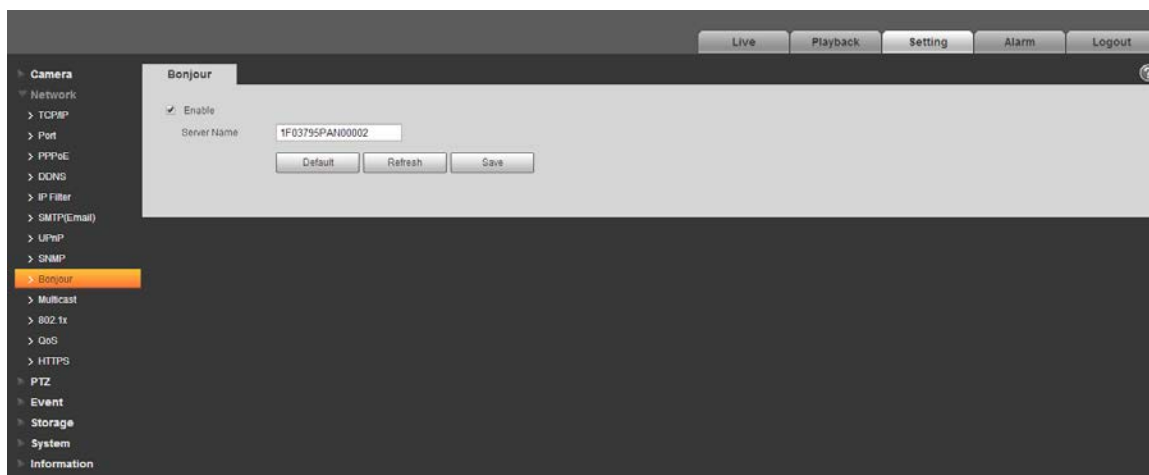 Live Playback Setting Alarm Logout
Camera
Network
> TCP/IP
> Port
> PPPoE
> DDNS
> IP Filter
> SMTP(Email)
> UPnP
> SNMP
> Bonjour
> Multicast
> 802.1x
> QoS
> HTTPS
PTZ
Event
Storage
System
Information
Bonjour
Enable
Server Name 1F03795PAN00002
Default Refresh Save